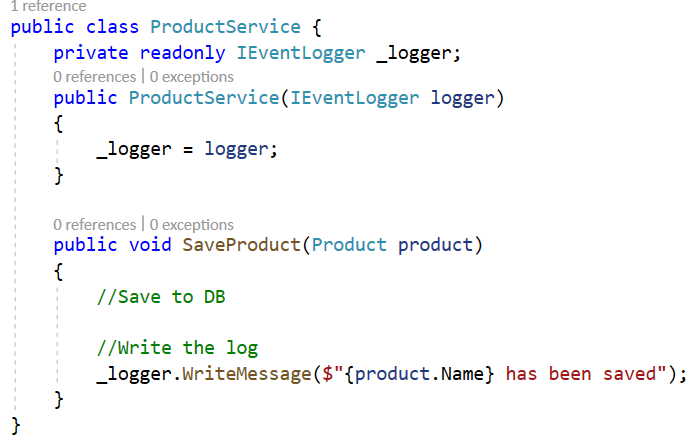 1 reference
public class ProductService {
private readonly IEventLogger _logger;
0 references | 0 exceptions
public ProductService(IEventLogger logger)
{
_logger = logger;
}
0 references | 0 exceptions
public void SaveProduct(Product product)
{
//Save to DB
//Write the log
_logger.WriteMessage($"{product.Name} has been saved");
}
}